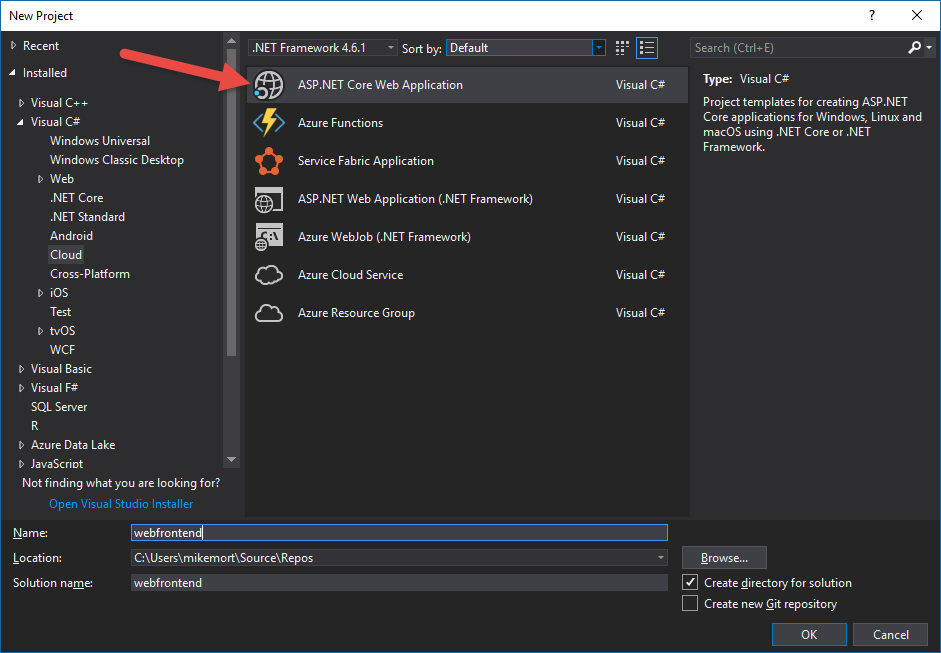 New Project
?
Recent
Installed
Visual C++
Visual C#
Windows Universal
Windows Classic Desktop
Web
.NET Core
.NET Standard
Android
Cloud
Cross-Platform
iOS
Test
tvOS
WCF
Visual Basic
Visual F#
SQL Server
R
Azure Data Lake
JavaScript
Not finding what you are looking for?
Open Visual Studio Installer
.NET Framework 4.6.1 Sort by: Default
ASP.NET Core Web Application Visual C#
Azure Functions Visual C#
Service Fabric Application Visual C#
ASP.NET Web Application (.NET Framework) Visual C#
Azure WebJob (.NET Framework) Visual C#
Azure Cloud Service Visual C#
Azure Resource Group Visual C#
Search (Ctrl+E)
Type: Visual C#
Project templates for creating ASP.NET
Core applications for Windows, Linux and
macOS using .NET Core or .NET
Framework.
Name: webfrontend
Location: C:\Users\mikemort\Source\Repos Browse...
Solution name: webfrontend
Create directory for solution
Create new Git repository
OK Cancel